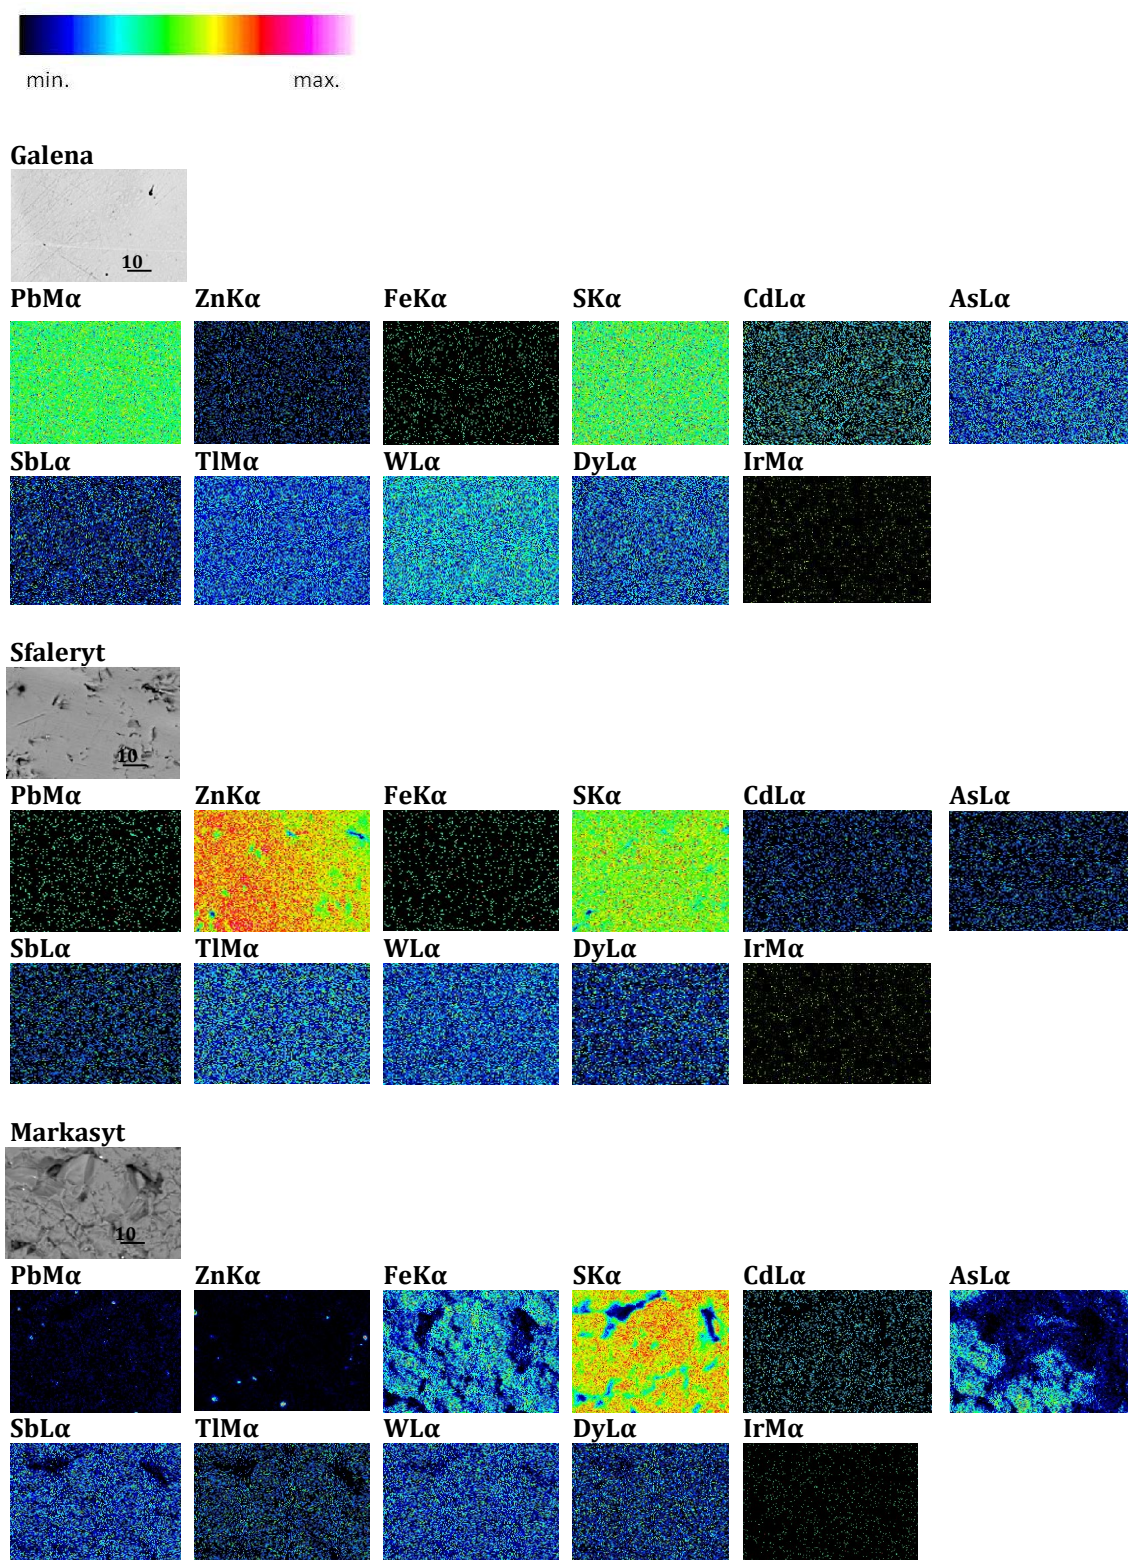 min. max.
Galena
10
PbMα ZnKα FeKα SKα CdLα AsLα
SbLα TlMα WLα DyLα IrMα
Sfaleryt
10
PbMα ZnKα FeKα SKα CdLα AsLα
SbLα TlMα WLα DyLα IrMα
Markasyt
10
PbMα ZnKα FeKα SKα CdLα AsLα
SbLα TlMα WLα DyLα IrMα